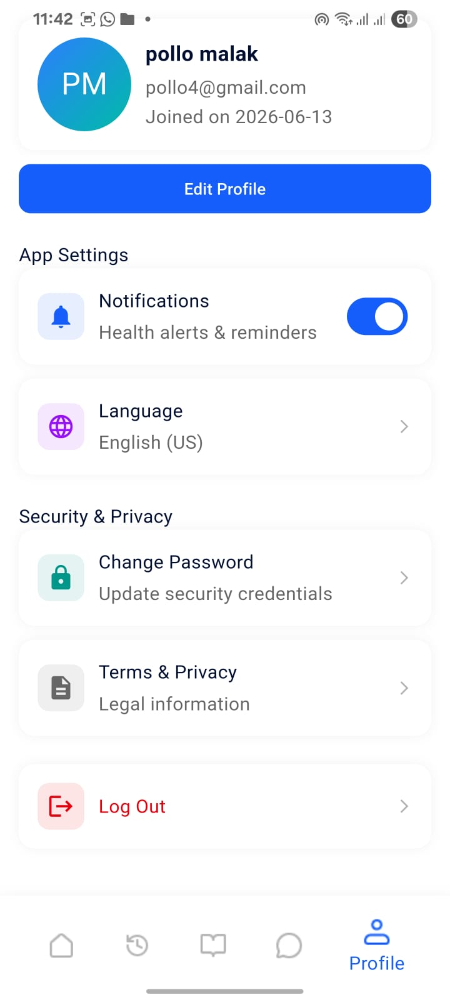 11:42
60
PM
pollo malak
pollo4@gmail.com
Joined on 2026-06-13
Edit Profile
App Settings
Notifications
Health alerts & reminders
Language
English (US)
Security & Privacy
Change Password
Update security credentials
Terms & Privacy
Legal information
Log Out
Profile